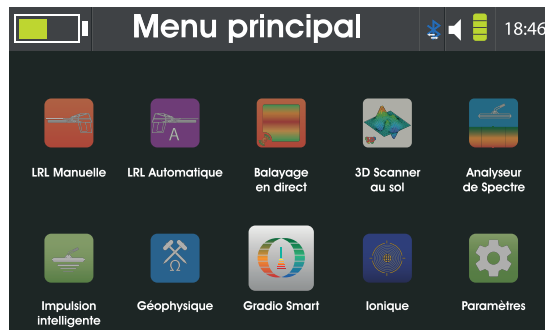 Menu principal
18:46
A
LRL Manuelle
LRL Automatique
Balayage
en direct
3D Scanner
au sol
Analyseur
de Spectre
Ω
Impulsion
intelligente
Géophysique
Gradio Smart
Ionique
Paramètres